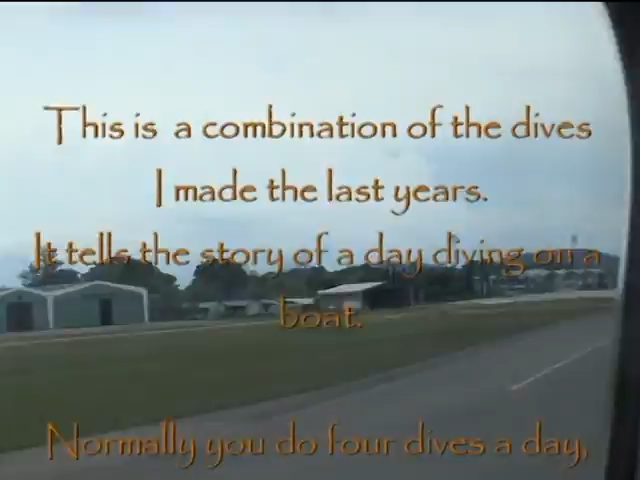 This is a combination of the dives
I made the last years.
It tells the story of a day diving on a
boat.
Normally you do four dives a day,